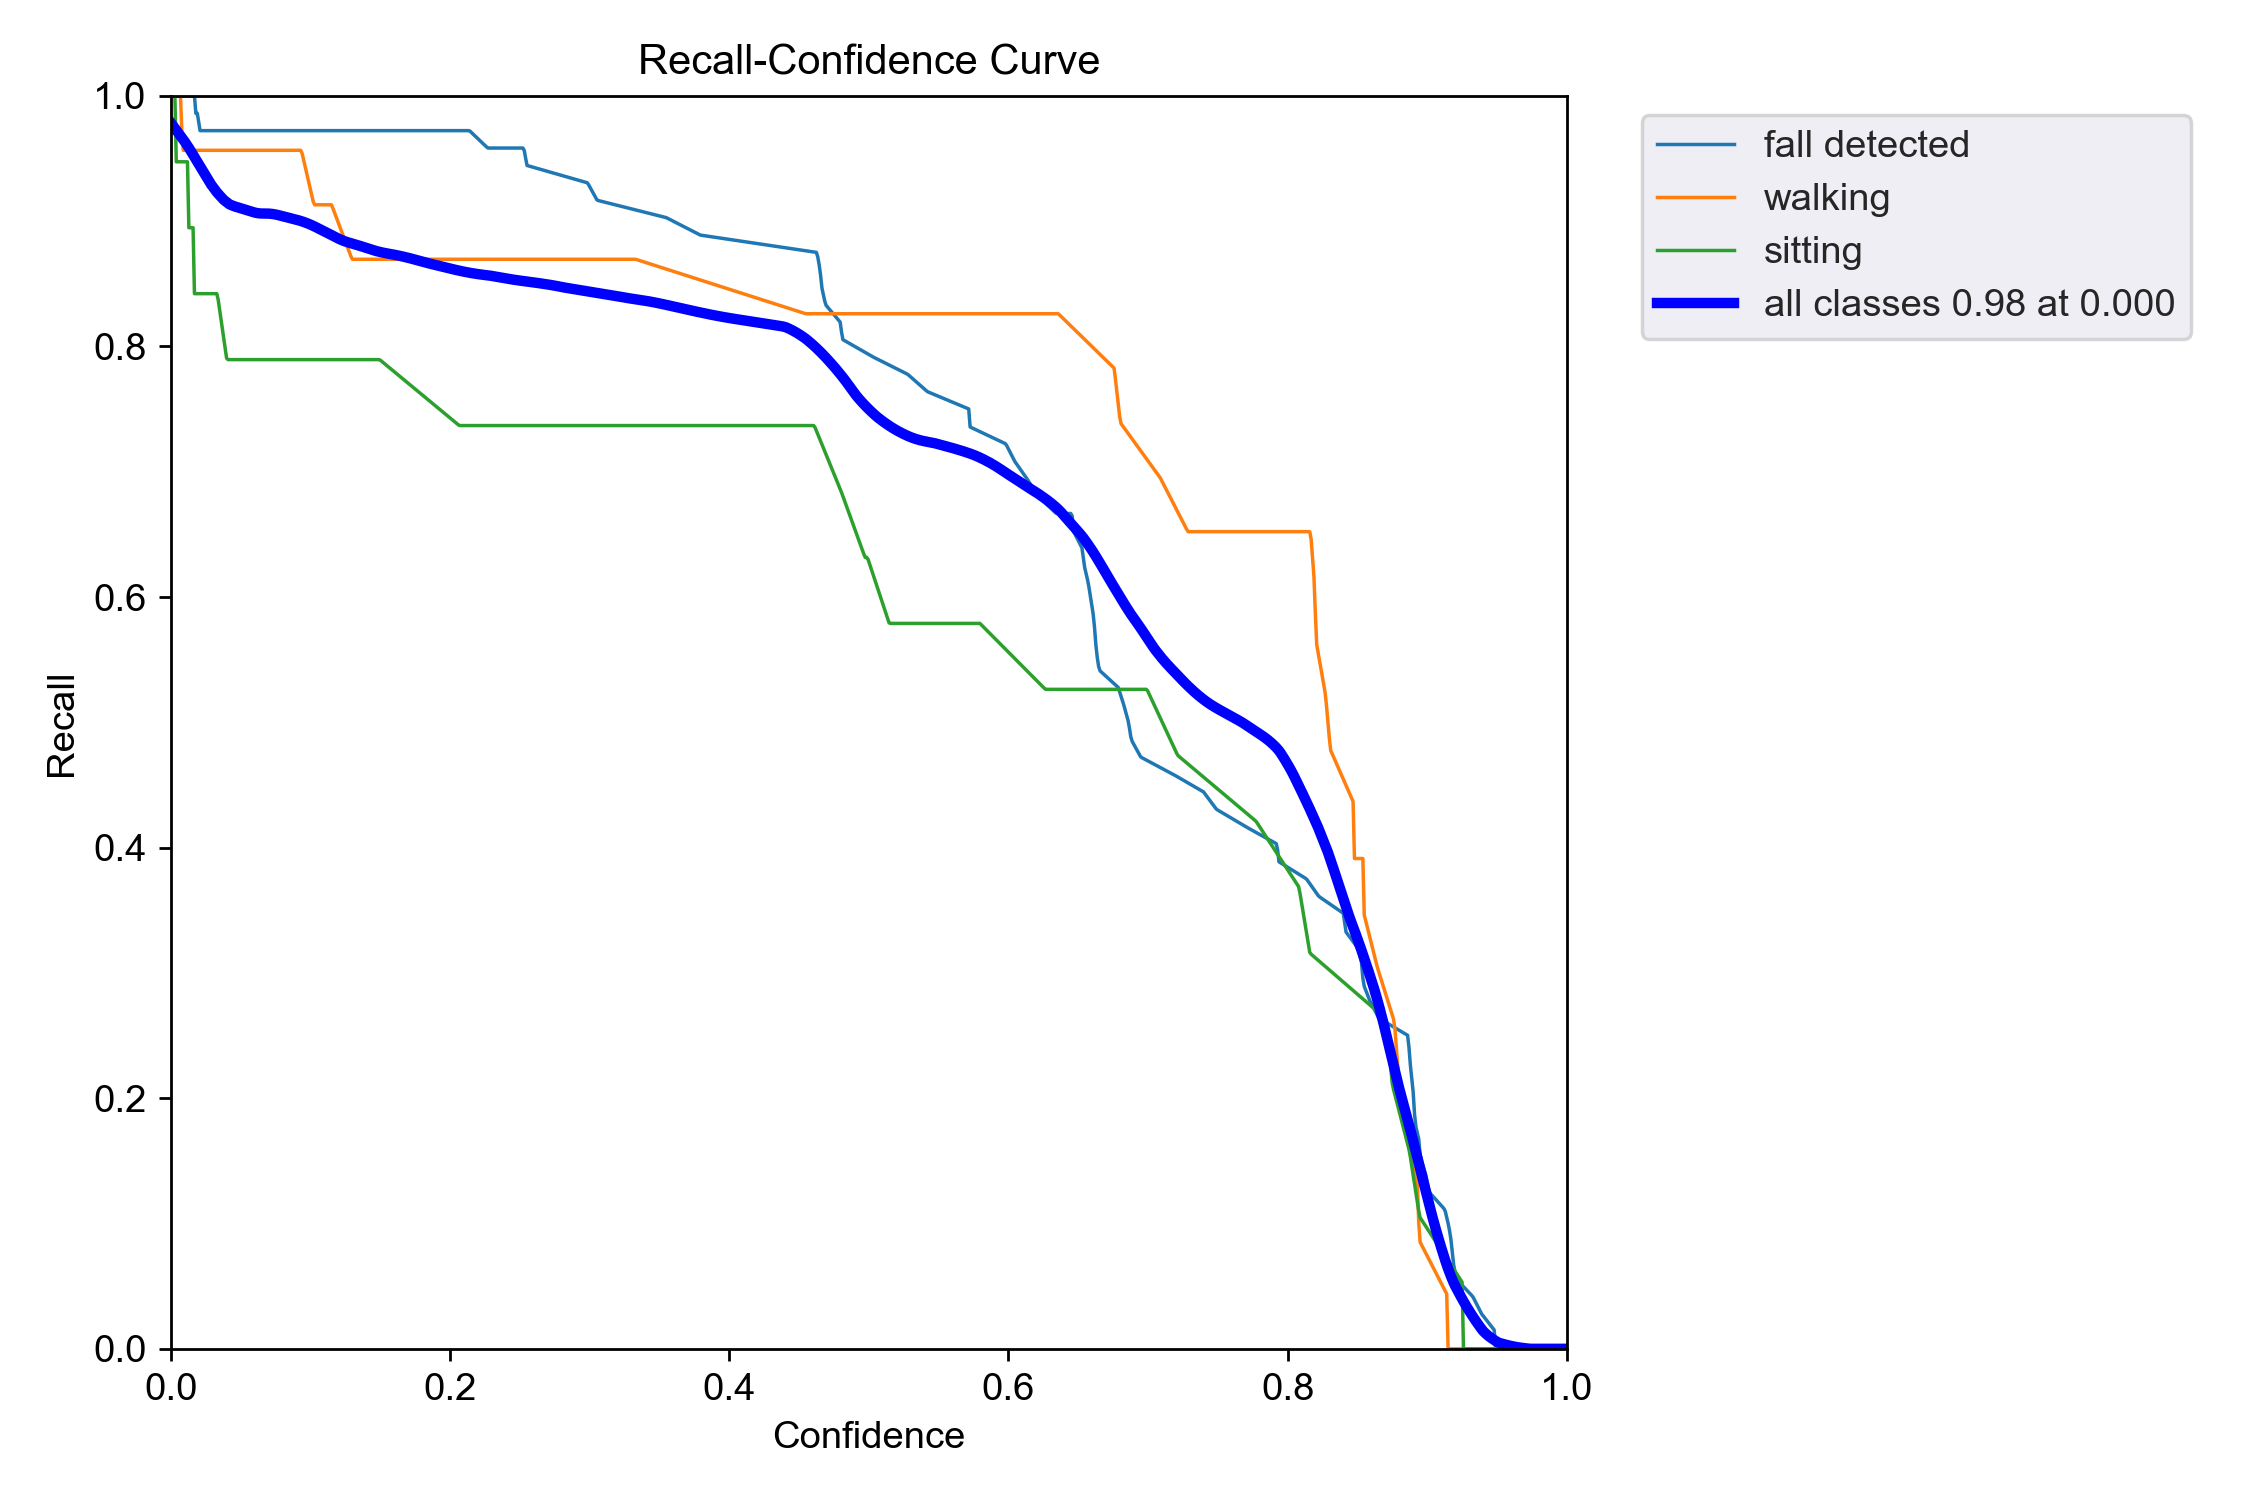 Recall-Confidence Curve
1.0
0.8
0.6
0.4
0.2
0.0
Recall
0.0 0.2 0.4 0.6 0.8 1.0
Confidence
fall detected
walking
sitting
all classes 0.98 at 0.000